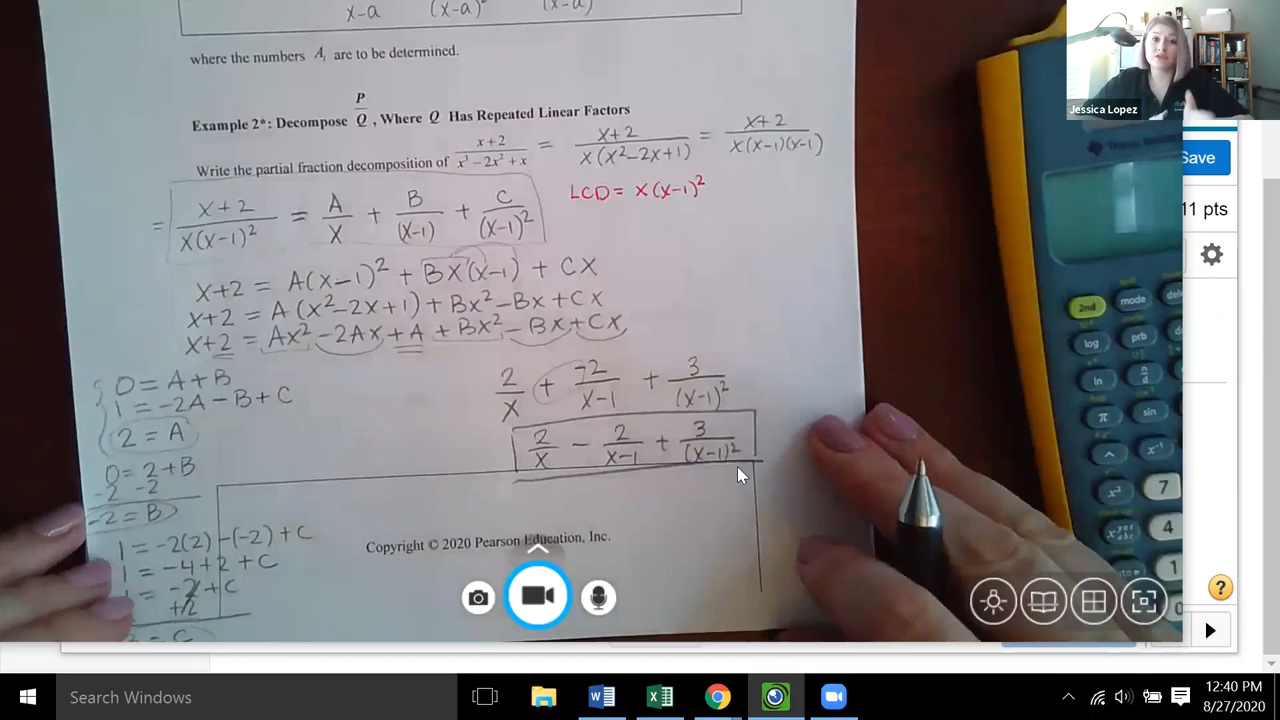 x-a (x-a)² (x-a)
where the numbers Aᵢ are to be determined.
Example 2*: Decompose P/Q, Where Q Has Repeated Linear Factors
Write the partial fraction decomposition of (x+2)/(x³-2x²+x) = (x+2)/(x(x²-2x+1)) = (x+2)/(x(x-1)(x-1))
LCD = x(x-1)²
= (x+2)/(x(x-1)²) = A/x + B/(x-1) + C/(x-1)²
x+2 = A(x-1)² + Bx(x-1) + Cx
x+2 = A(x²-2x+1) + Bx²-Bx+Cx
x+2 = Ax²-2Ax+A+Bx²-Bx+Cx
0 = A+B
1 = -2A-B+C
2 = A
0 = 2+B
-2 -2
-2 = B
1 = -2(2)-(-2)+C
1 = -4+2+C
1 = -2+C
+2
= C
2/x + -2/(x-1) + 3/(x-1)²
2/x - 2/(x-1) + 3/(x-1)²
Copyright © 2020 Pearson Education, Inc.
Jessica Lopez
Save
11 pts
2nd mode
log prb
ln n/d
π sin
^ x⁻¹
x² 7
4
1
0
?
Search Windows
12:40 PM
8/27/2020